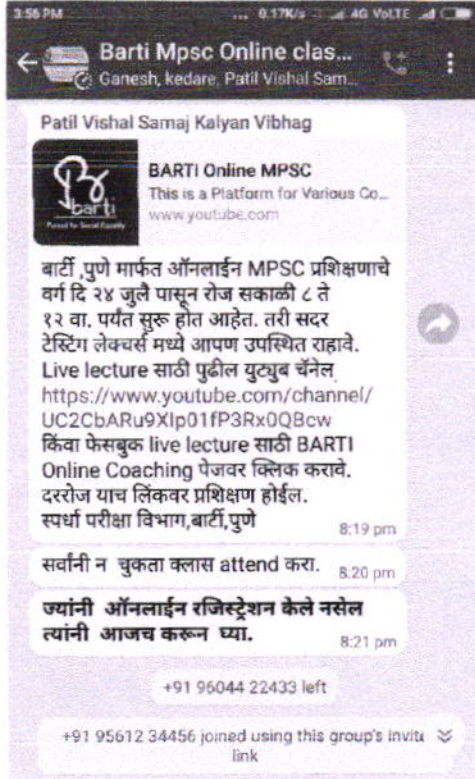 3:56 PM
... 0.17K/s 4G VoLTE
Barti Mpsc Online clas...
Ganesh, kedare, Patil Vishal Sam...
Patil Vishal Samaj Kalyan Vibhag
barti
BARTI Online MPSC
This is a Platform for Various Co...
www.youtube.com
बार्टी ,पुणे मार्फत ऑनलाईन MPSC प्रशिक्षणाचे
वर्ग दि २४ जुलै पासून रोज सकाळी ८ ते
१२ वा. पर्यंत सुरू होत आहेत. तरी सदर
टेस्टिंग लेक्चर्स मध्ये आपण उपस्थित राहावे.
Live lecture साठी पुढील युट्युब चॅनेल
https://www.youtube.com/channel/
UC2CbARu9Xlp01fP3Rx0QBcw
किंवा फेसबुक live lecture साठी BARTI
Online Coaching पेजवर क्लिक करावे.
दररोज याच लिंकवर प्रशिक्षण होईल.
स्पर्धा परीक्षा विभाग,बार्टी,पुणे
8:19 pm
सर्वांनी न चुकता क्लास attend करा.
8:20 pm
ज्यांनी ऑनलाईन रजिस्ट्रेशन केले नसेल
त्यांनी आजच करून घ्या.
8:21 pm
+91 96044 22433 left
+91 95612 34456 joined using this group's invite
link